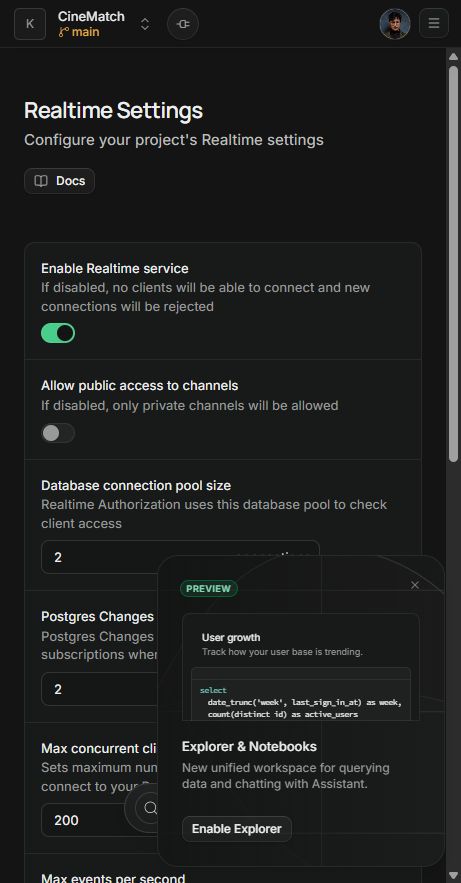 K
CineMatch
main
Realtime Settings
Configure your project's Realtime settings
Docs
Enable Realtime service
If disabled, no clients will be able to connect and new
connections will be rejected
Allow public access to channels
If disabled, only private channels will be allowed
Database connection pool size
Realtime Authorization uses this database pool to check
client access
2
Postgres Changes
Postgres Changes
subscriptions when
2
Max concurrent cli
Sets maximum num
connect to your
200
Max events per second
PREVIEW
User growth
Track how your user base is trending.
select
date_trunc('week', last_sign_in_at) as week,
count(distinct id) as active_users
Explorer & Notebooks
New unified workspace for querying
data and chatting with Assistant.
Enable Explorer